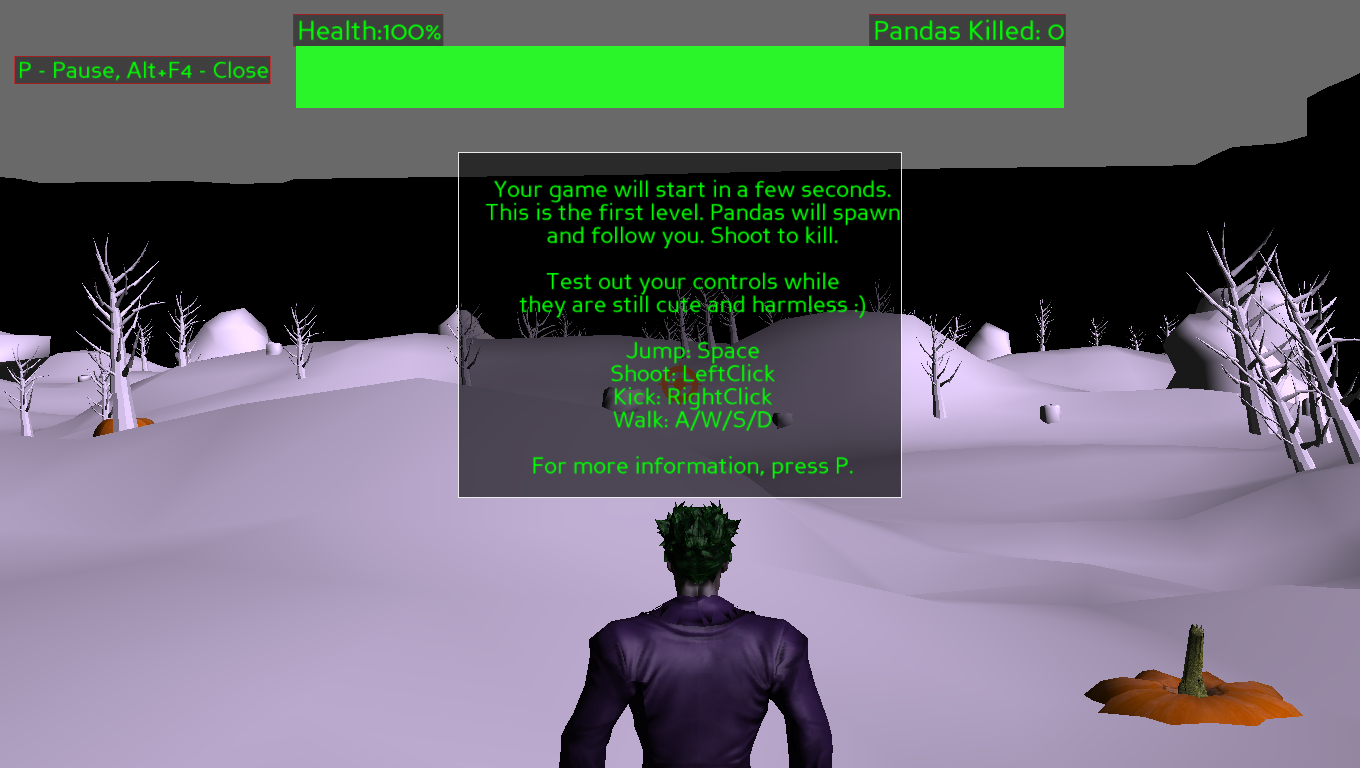 Health:100%
Pandas Killed: 0
P - Pause, Alt+F4 - Close
Your game will start in a few seconds.
This is the first level. Pandas will spawn
and follow you. Shoot to kill.
Test out your controls while
they are still cute and harmless :)
Jump: Space
Shoot: LeftClick
Kick: RightClick
Walk: A/W/S/D
For more information, press P.